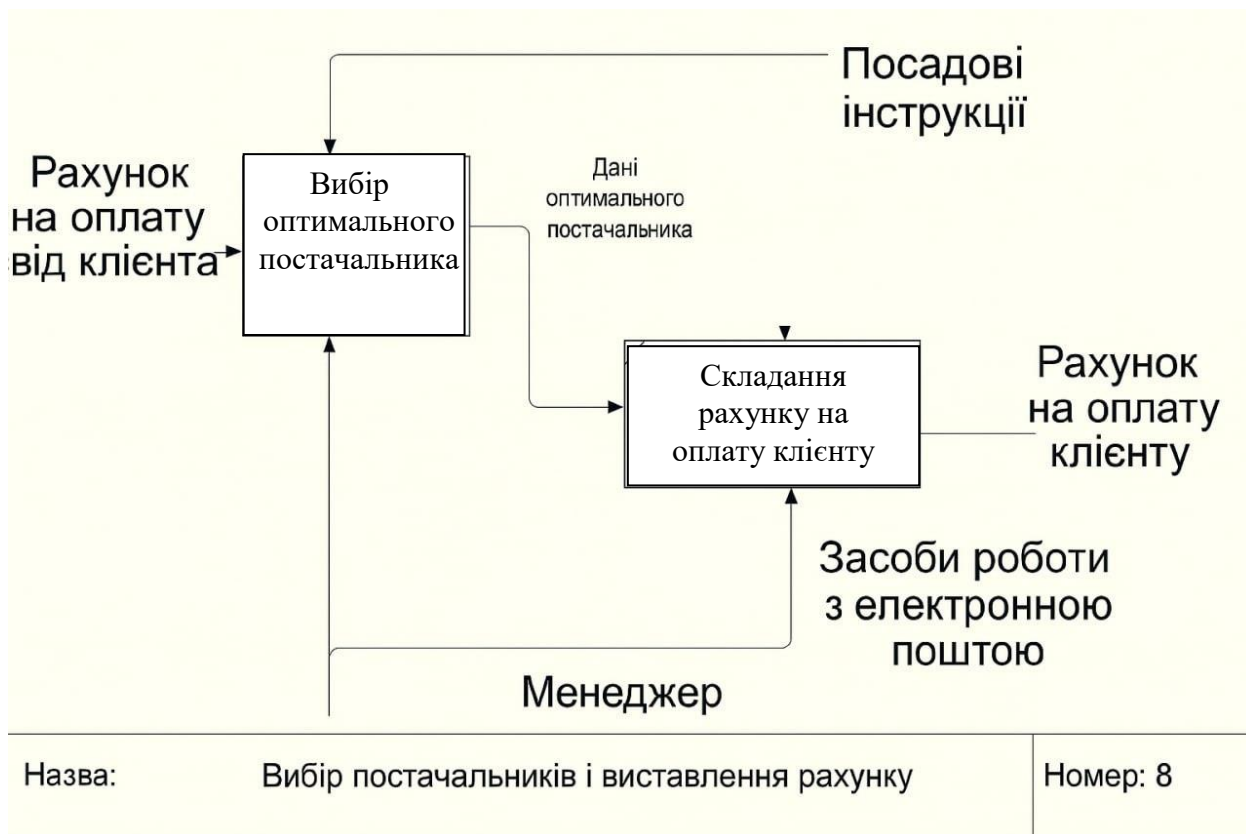 Посадові
інструкції
Рахунок
на оплату
від клієнта
Вибір
оптимального
постачальника
Дані
оптимального
постачальника
Складання
рахунку на
оплату клієнту
Рахунок
на оплату
клієнту
Засоби роботи
з електронною
поштою
Менеджер
Назва: Вибір постачальників і виставлення рахунку Номер: 8